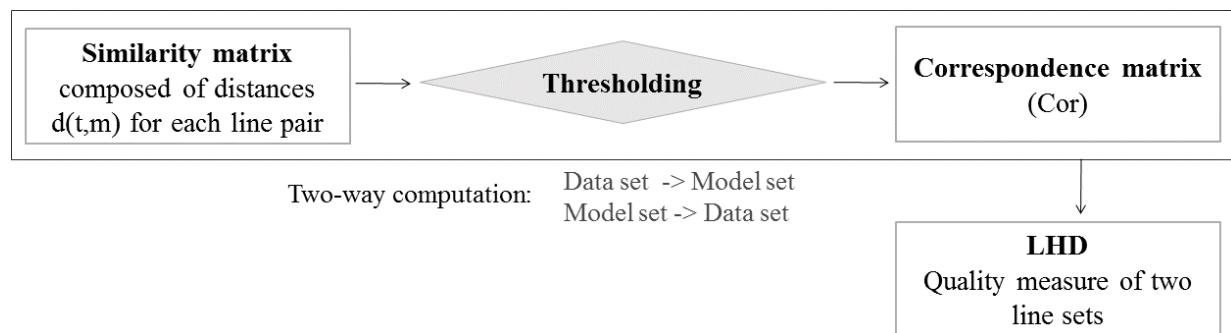 Similarity matrix
composed of distances
d(t,m) for each line pair
Thresholding
Correspondence matrix
(Cor)
Two-way computation:
Data set -> Model set
Model set -> Data set
LHD
Quality measure of two
line sets